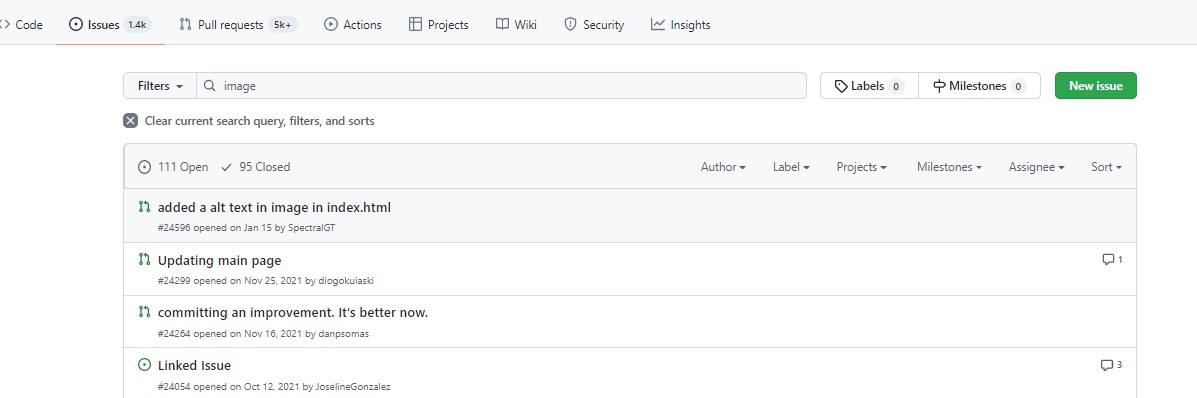 Code Issues 1.4k Pull requests 5k+ Actions Projects Wiki Security Insights
Filters image Labels 0 Milestones 0 New issue
Clear current search query, filters, and sorts
111 Open 95 Closed Author Label Projects Milestones Assignee Sort
added a alt text in image in index.html
#24596 opened on Jan 15 by SpectralGT
Updating main page 1
#24299 opened on Nov 25, 2021 by diogokuiaski
committing an improvement. It's better now.
#24264 opened on Nov 16, 2021 by danpsomas
Linked Issue 3
#24054 opened on Oct 12, 2021 by JoselineGonzalez